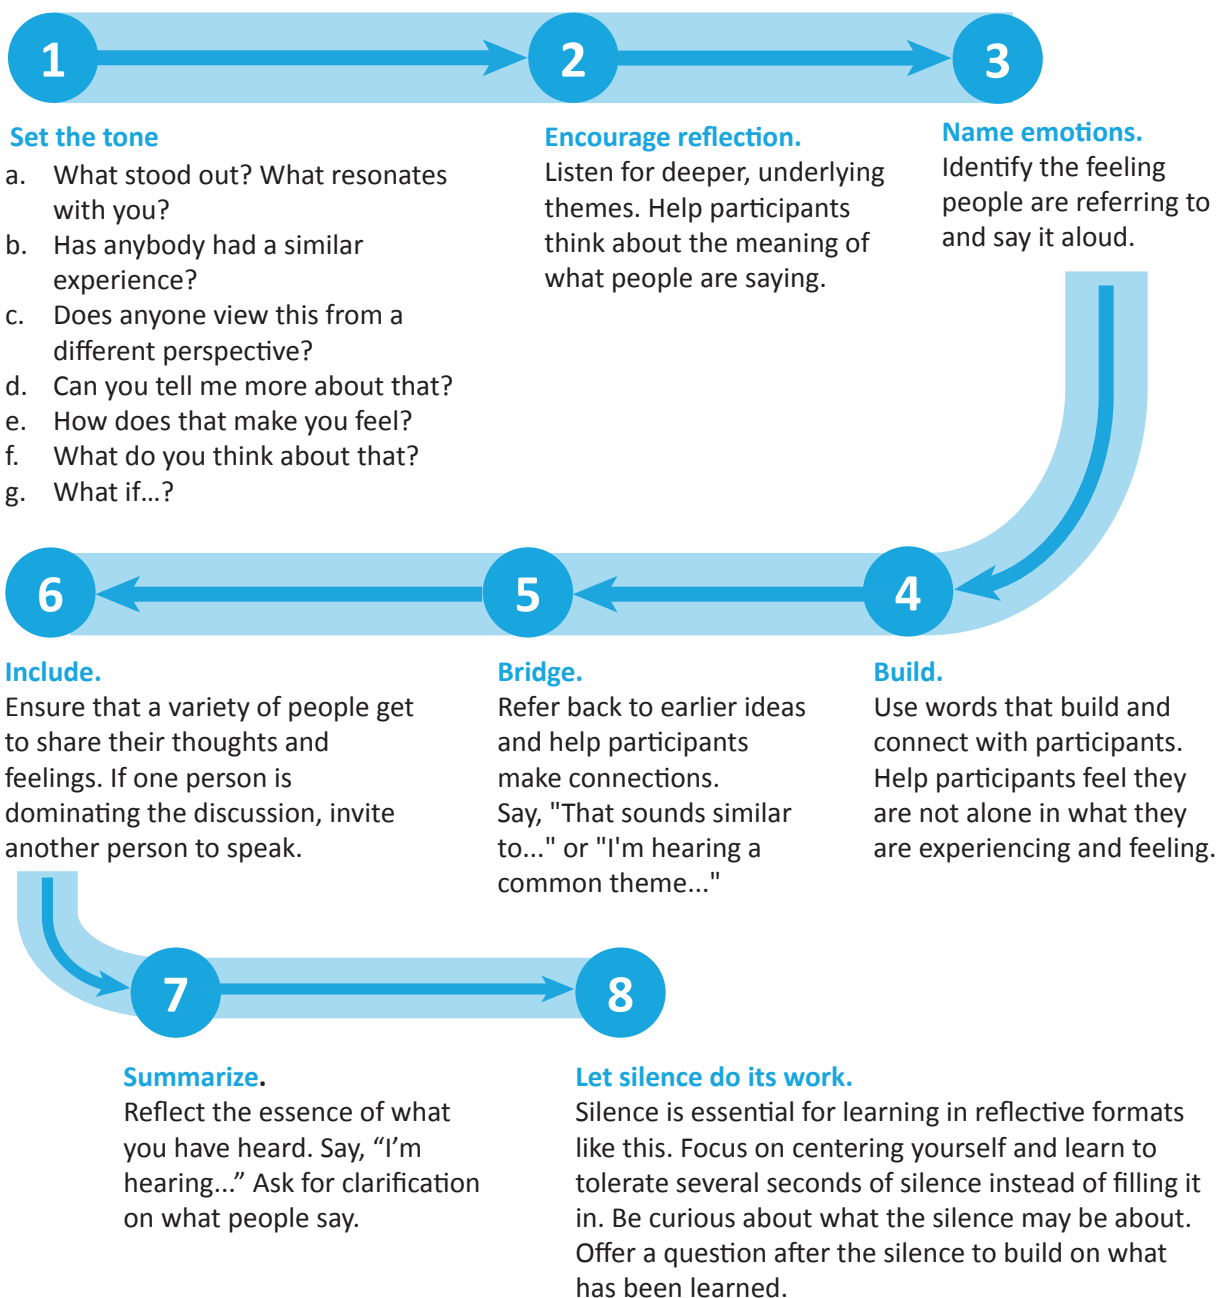 1
2
3
Set the tone
a. What stood out? What resonates
with you?
b. Has anybody had a similar
experience?
c. Does anyone view this from a
different perspective?
d. Can you tell me more about that?
e. How does that make you feel?
f. What do you think about that?
g. What if...?
Encourage reflection.
Listen for deeper, underlying
themes. Help participants
think about the meaning of
what people are saying.
Name emotions.
Identify the feeling
people are referring to
and say it aloud.
4
5
6
Build.
Use words that build and
connect with participants.
Help participants feel they
are not alone in what they
are experiencing and feeling.
Bridge.
Refer back to earlier ideas
and help participants
make connections.
Say, "That sounds similar
to..." or "I'm hearing a
common theme..."
Include.
Ensure that a variety of people get
to share their thoughts and
feelings. If one person is
dominating the discussion, invite
another person to speak.
7
8
Summarize.
Reflect the essence of what
you have heard. Say, “I’m
hearing...” Ask for clarification
on what people say.
Let silence do its work.
Silence is essential for learning in reflective formats
like this. Focus on centering yourself and learn to
tolerate several seconds of silence instead of filling it
in. Be curious about what the silence may be about.
Offer a question after the silence to build on what
has been learned.